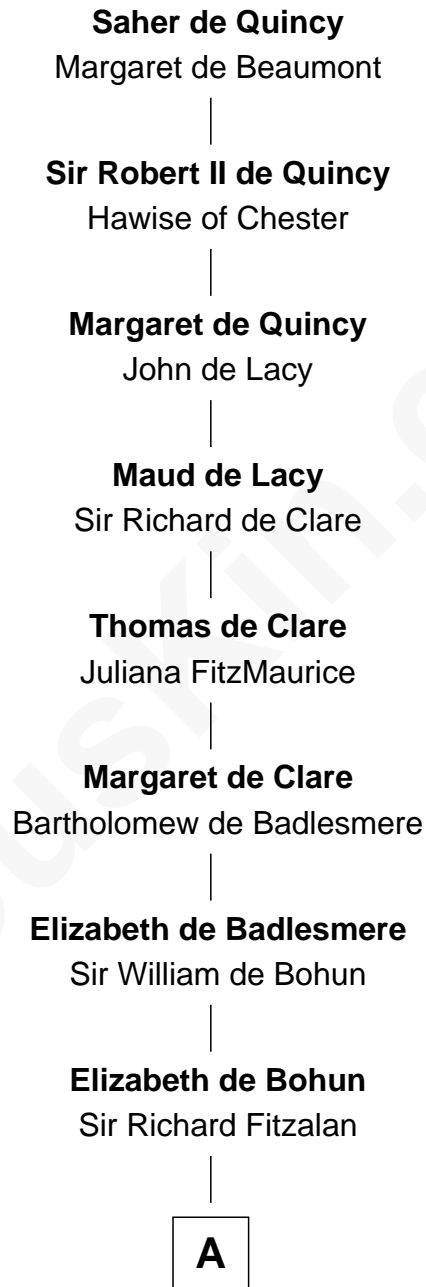 Saher de Quincy
Margaret de Beaumont
Sir Robert II de Quincy
Hawise of Chester
Margaret de Quincy
John de Lacy
Maud de Lacy
Sir Richard de Clare
Thomas de Clare
Juliana FitzMaurice
Margaret de Clare
Bartholomew de Badlesmere
Elizabeth de Badlesmere
Sir William de Bohun
Elizabeth de Bohun
Sir Richard Fitzalan
A